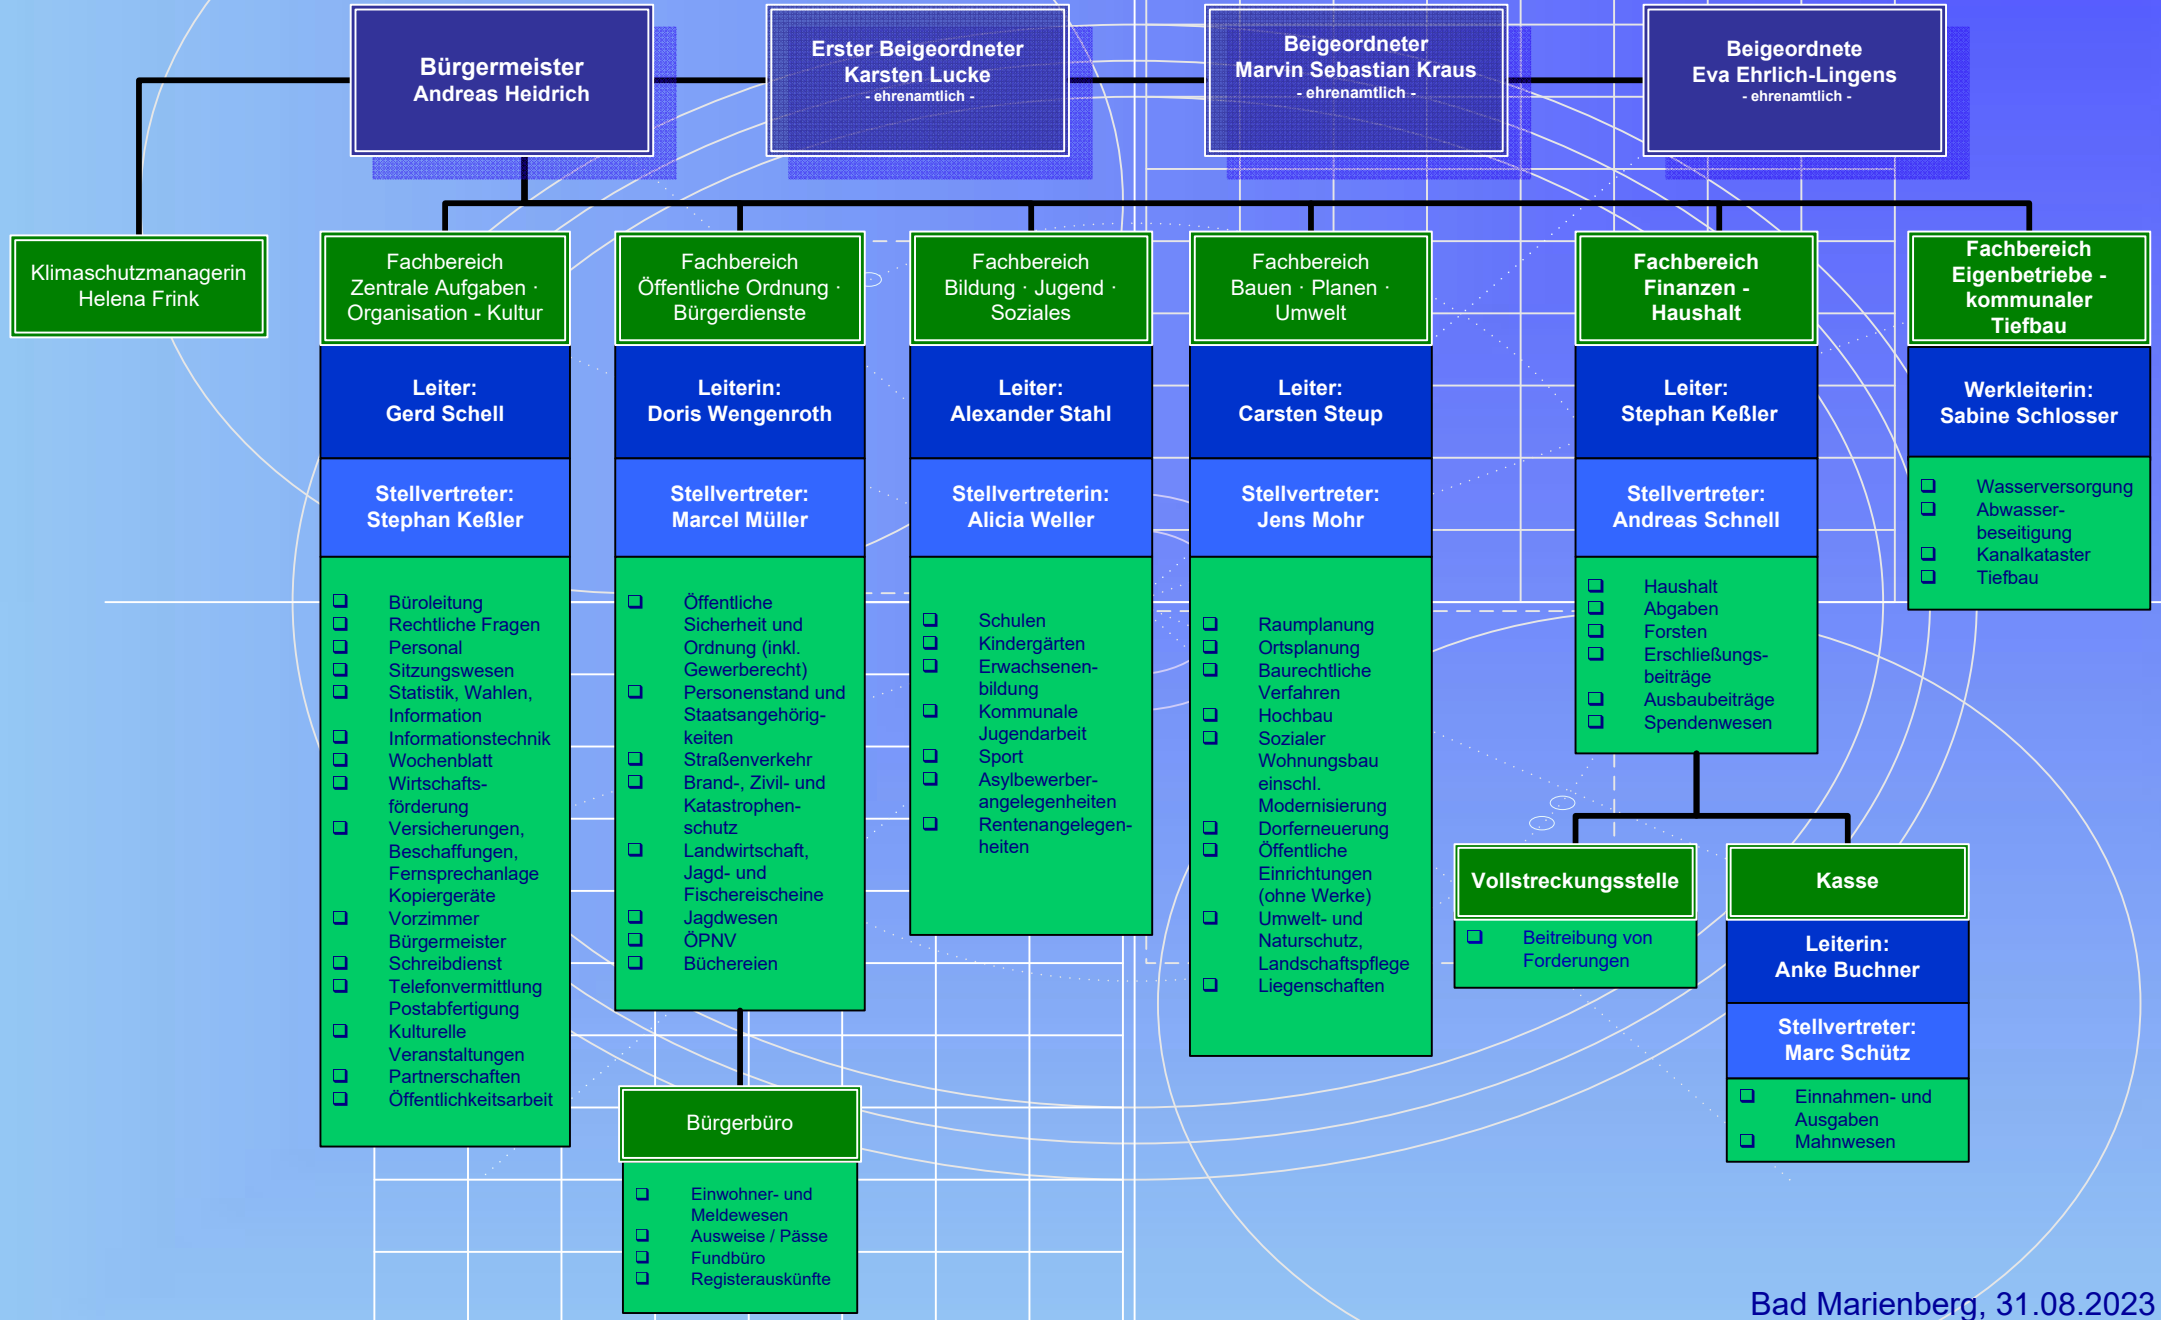 Bürgermeister
Andreas Heidrich
Erster Beigeordneter
Karsten Lucke
- ehrenamtlich -
Beigeordneter
Marvin Sebastian Kraus
- ehrenamtlich -
Beigeordnete
Eva Ehrlich-Lingens
- ehrenamtlich -
Klimaschutzmanagerin
Helena Frink
Fachbereich
Zentrale Aufgaben ·
Organisation - Kultur
Leiter:
Gerd Schell
Stellvertreter:
Stephan Keßler
Büroleitung
Rechtliche Fragen
Personal
Sitzungswesen
Statistik, Wahlen,
Information
Informationstechnik
Wochenblatt
Wirtschafts-
förderung
Versicherungen,
Beschaffungen,
Fernsprechanlage
Kopiergeräte
Vorzimmer
Bürgermeister
Schreibdienst
Telefonvermittlung
Postabfertigung
Kulturelle
Veranstaltungen
Partnerschaften
Öffentlichkeitsarbeit
Fachbereich
Öffentliche Ordnung ·
Bürgerdienste
Leiterin:
Doris Wengenroth
Stellvertreter:
Marcel Müller
Öffentliche
Sicherheit und
Ordnung (inkl.
Gewerberecht)
Personenstand und
Staatsangehörig-
keiten
Straßenverkehr
Brand-, Zivil- und
Katastrophen-
schutz
Landwirtschaft,
Jagd- und
Fischereischeine
Jagdwesen
ÖPNV
Büchereien
Bürgerbüro
Einwohner- und
Meldewesen
Ausweise / Pässe
Fundbüro
Registerauskünfte
Fachbereich
Bildung · Jugend ·
Soziales
Leiter:
Alexander Stahl
Stellvertreterin:
Alicia Weller
Schulen
Kindergärten
Erwachsenen-
bildung
Kommunale
Jugendarbeit
Sport
Asylbewerber-
angelegenheiten
Rentenangelegen-
heiten
Fachbereich
Bauen · Planen ·
Umwelt
Leiter:
Carsten Steup
Stellvertreter:
Jens Mohr
Raumplanung
Ortsplanung
Baurechtliche
Verfahren
Hochbau
Sozialer
Wohnungsbau
einschl.
Modernisierung
Dorferneuerung
Öffentliche
Einrichtungen
(ohne Werke)
Umwelt- und
Naturschutz,
Landschaftspflege
Liegenschaften
Fachbereich
Finanzen -
Haushalt
Leiter:
Stephan Keßler
Stellvertreter:
Andreas Schnell
Haushalt
Abgaben
Forsten
Erschließungs-
beiträge
Ausbaubeiträge
Spendenwesen
Vollstreckungsstelle
Beitreibung von
Forderungen
Kasse
Leiterin:
Anke Buchner
Stellvertreter:
Marc Schütz
Einnahmen- und
Ausgaben
Mahnwesen
Fachbereich
Eigenbetriebe -
kommunaler
Tiefbau
Werkleiterin:
Sabine Schlosser
Wasserversorgung
Abwasser-
beseitigung
Kanalkataster
Tiefbau
Bad Marienberg, 31.08.2023